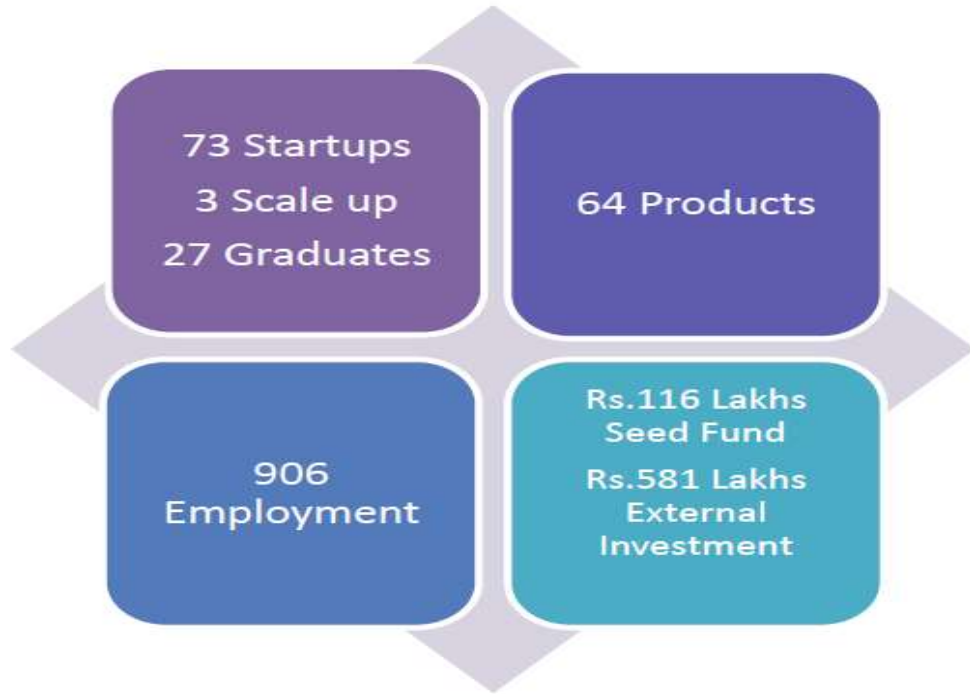 73 Startups
3 Scale up
27 Graduates
64 Products
906
Employment
Rs.116 Lakhs
Seed Fund
Rs.581 Lakhs
External
Investment